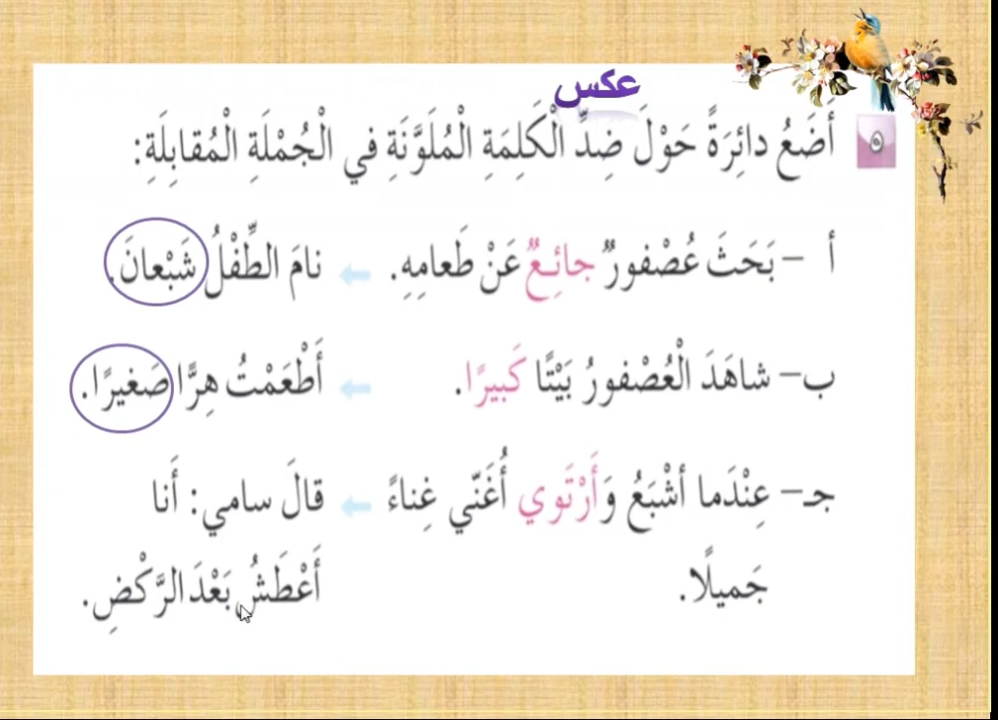 عكس
٥ أَضَعُ دائِرَةً حَوْلَ ضِدِّ الْكَلِمَةِ الْمُلَوَّنَةِ في الْجُمْلَةِ الْمُقابِلَةِ:
أ - بَحَثَ عُصْفورٌ جائِعٌ عَنْ طَعامِهِ. نامَ الطِّفْلُ شَبْعانَ.
ب- شاهَدَ الْعُصْفورُ بَيْتًا كَبيرًا. أَطْعَمْتُ هِرًّا صَغيرًا.
جـ- عِنْدَما أَشْبَعُ وَأَرْتَوي أُغَنّي غِناءً قالَ سامي: أَنا
جَميلًا. أَعْطَشُ بَعْدَ الرَّكْضِ.